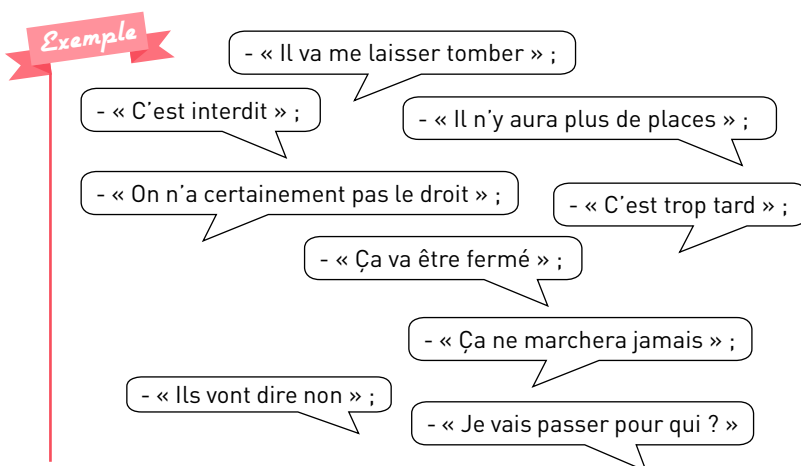 Exemple
- « Il va me laisser tomber » ;
- « C’est interdit » ;
- « Il n’y aura plus de places » ;
- « On n’a certainement pas le droit » ;
- « C’est trop tard » ;
- « Ça va être fermé » ;
- « Ça ne marchera jamais » ;
- « Ils vont dire non » ;
- « Je vais passer pour qui ? »